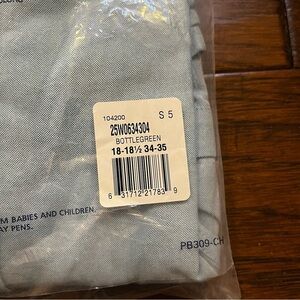 104200 S 5
25W0634304
BOTTLEGREEN
18-18½ 34-35
6 31712 21783 9
M BABIES AND CHILDREN.
AY PENS.
PB309-CH